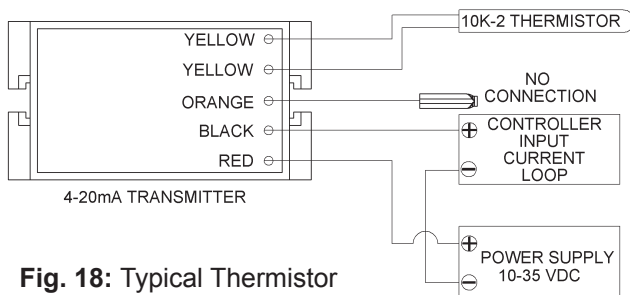 YELLOW
YELLOW
ORANGE
BLACK
RED
4-20mA TRANSMITTER
10K-2 THERMISTOR
NO
CONNECTION
CONTROLLER
INPUT
CURRENT
LOOP
POWER SUPPLY
10-35 VDC
Fig. 18: Typical Thermistor